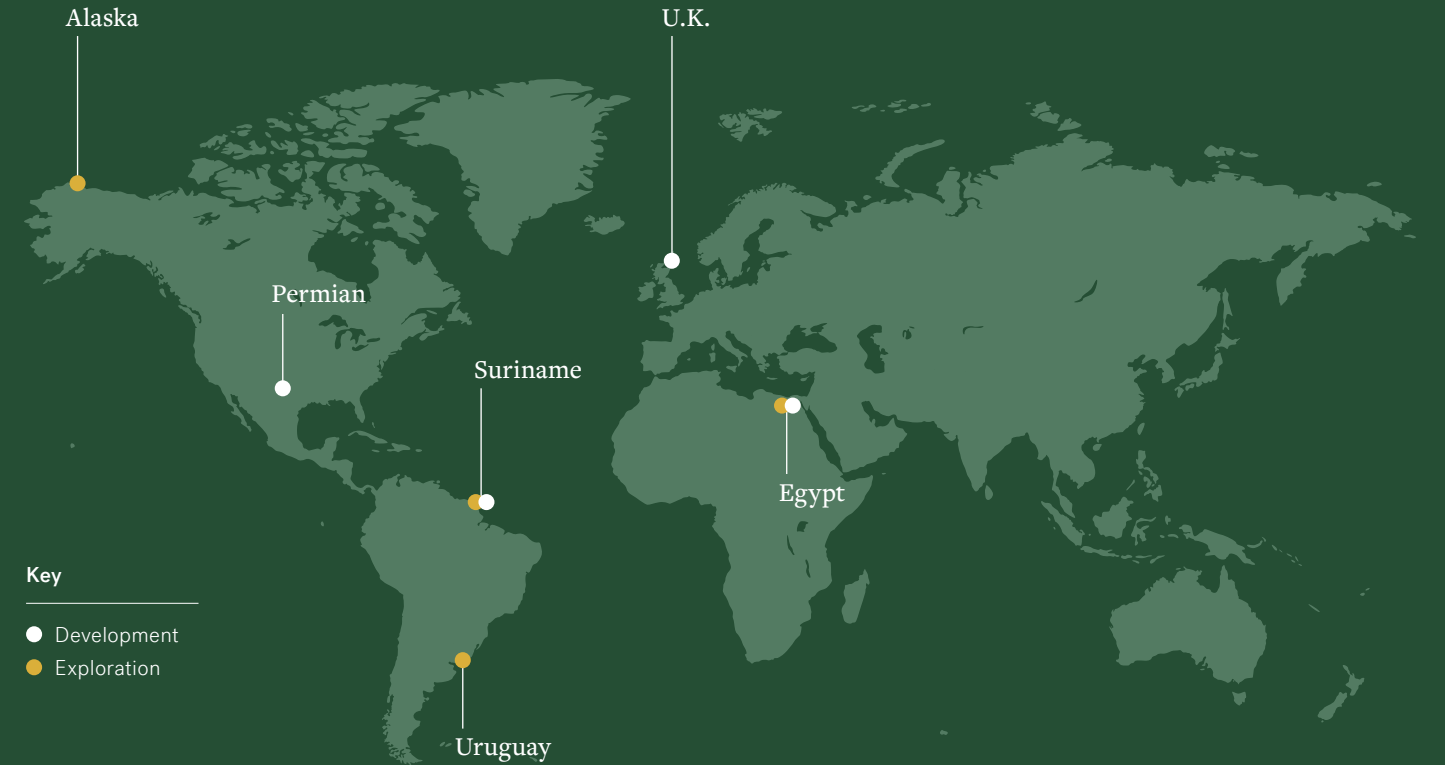 Alaska
U.K.
Permian
Suriname
Egypt
Key
Development
Exploration
Uruguay